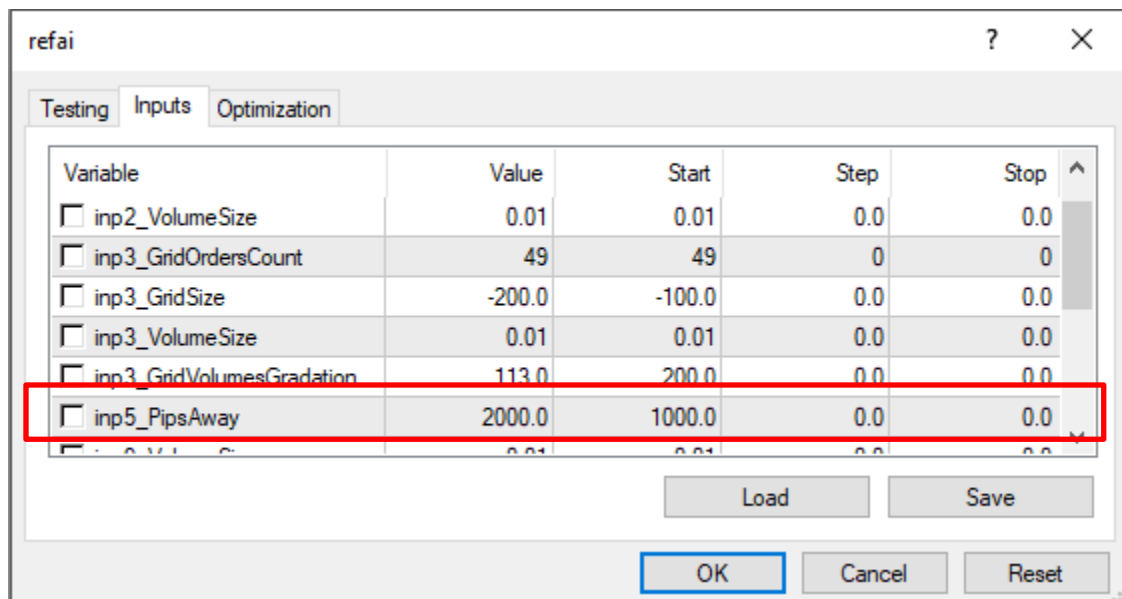 refai ?
Testing Inputs Optimization
Variable Value Start Step Stop
inp2_VolumeSize 0.01 0.01 0.0 0.0
inp3_GridOrdersCount 49 49 0 0
inp3_GridSize -200.0 -100.0 0.0 0.0
inp3_VolumeSize 0.01 0.01 0.0 0.0
inp3_GridVolumesGradation 113.0 200.0 0.0 0.0
inp5_PipsAway 2000.0 1000.0 0.0 0.0
Load Save
OK Cancel Reset